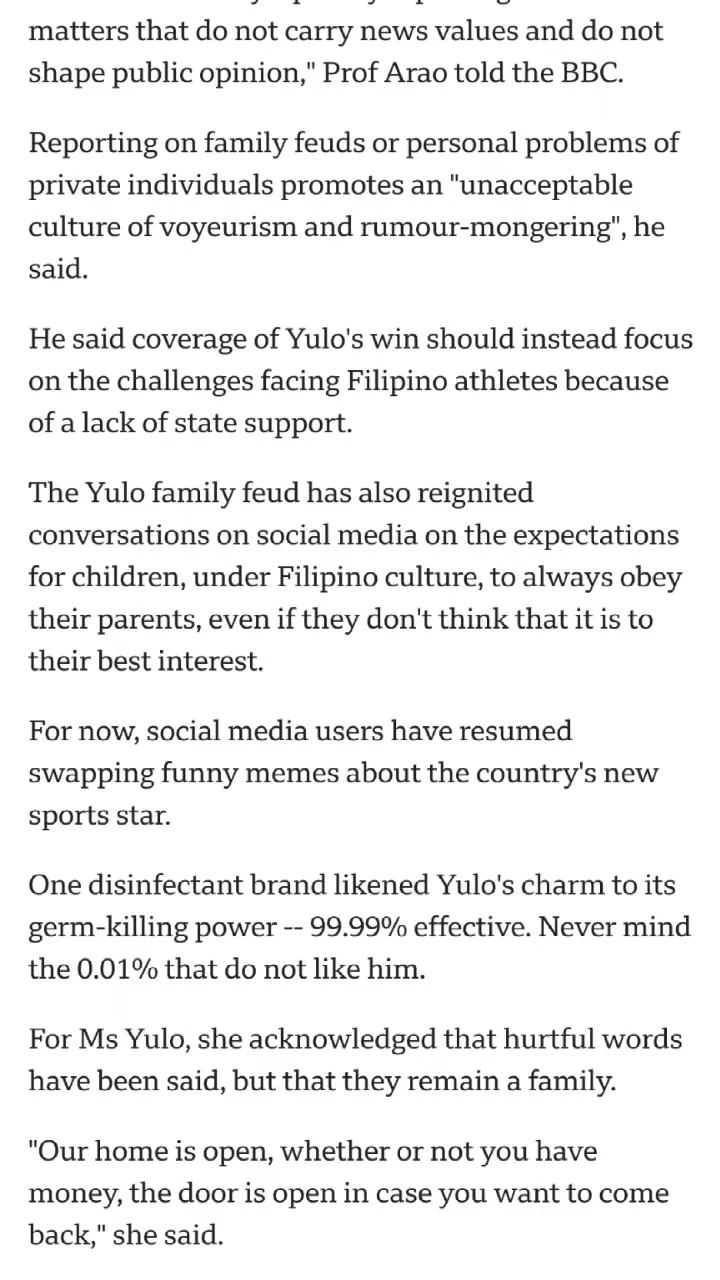 matters that do not carry news values and do not
shape public opinion," Prof Arao told the BBC.
Reporting on family feuds or personal problems of
private individuals promotes an "unacceptable
culture of voyeurism and rumour-mongering", he
said.
He said coverage of Yulo's win should instead focus
on the challenges facing Filipino athletes because
of a lack of state support.
The Yulo family feud has also reignited
conversations on social media on the expectations
for children, under Filipino culture, to always obey
their parents, even if they don't think that it is to
their best interest.
For now, social media users have resumed
swapping funny memes about the country's new
sports star.
One disinfectant brand likened Yulo's charm to its
germ-killing power -- 99.99% effective. Never mind
the 0.01% that do not like him.
For Ms Yulo, she acknowledged that hurtful words
have been said, but that they remain a family.
"Our home is open, whether or not you have
money, the door is open in case you want to come
back," she said.